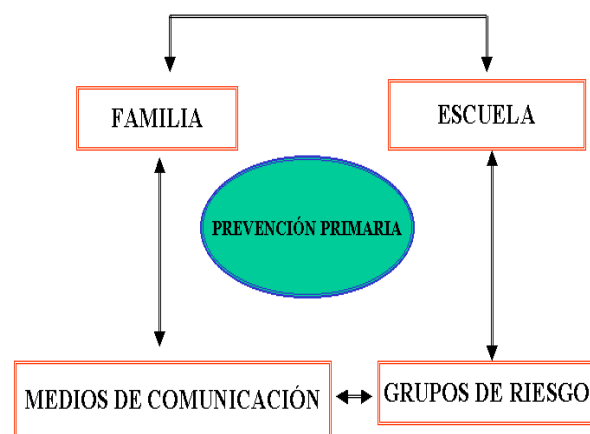 FAMILIA
ESCUELA
PREVENCIÓN PRIMARIA
MEDIOS DE COMUNICACIÓN
GRUPOS DE RIESGO